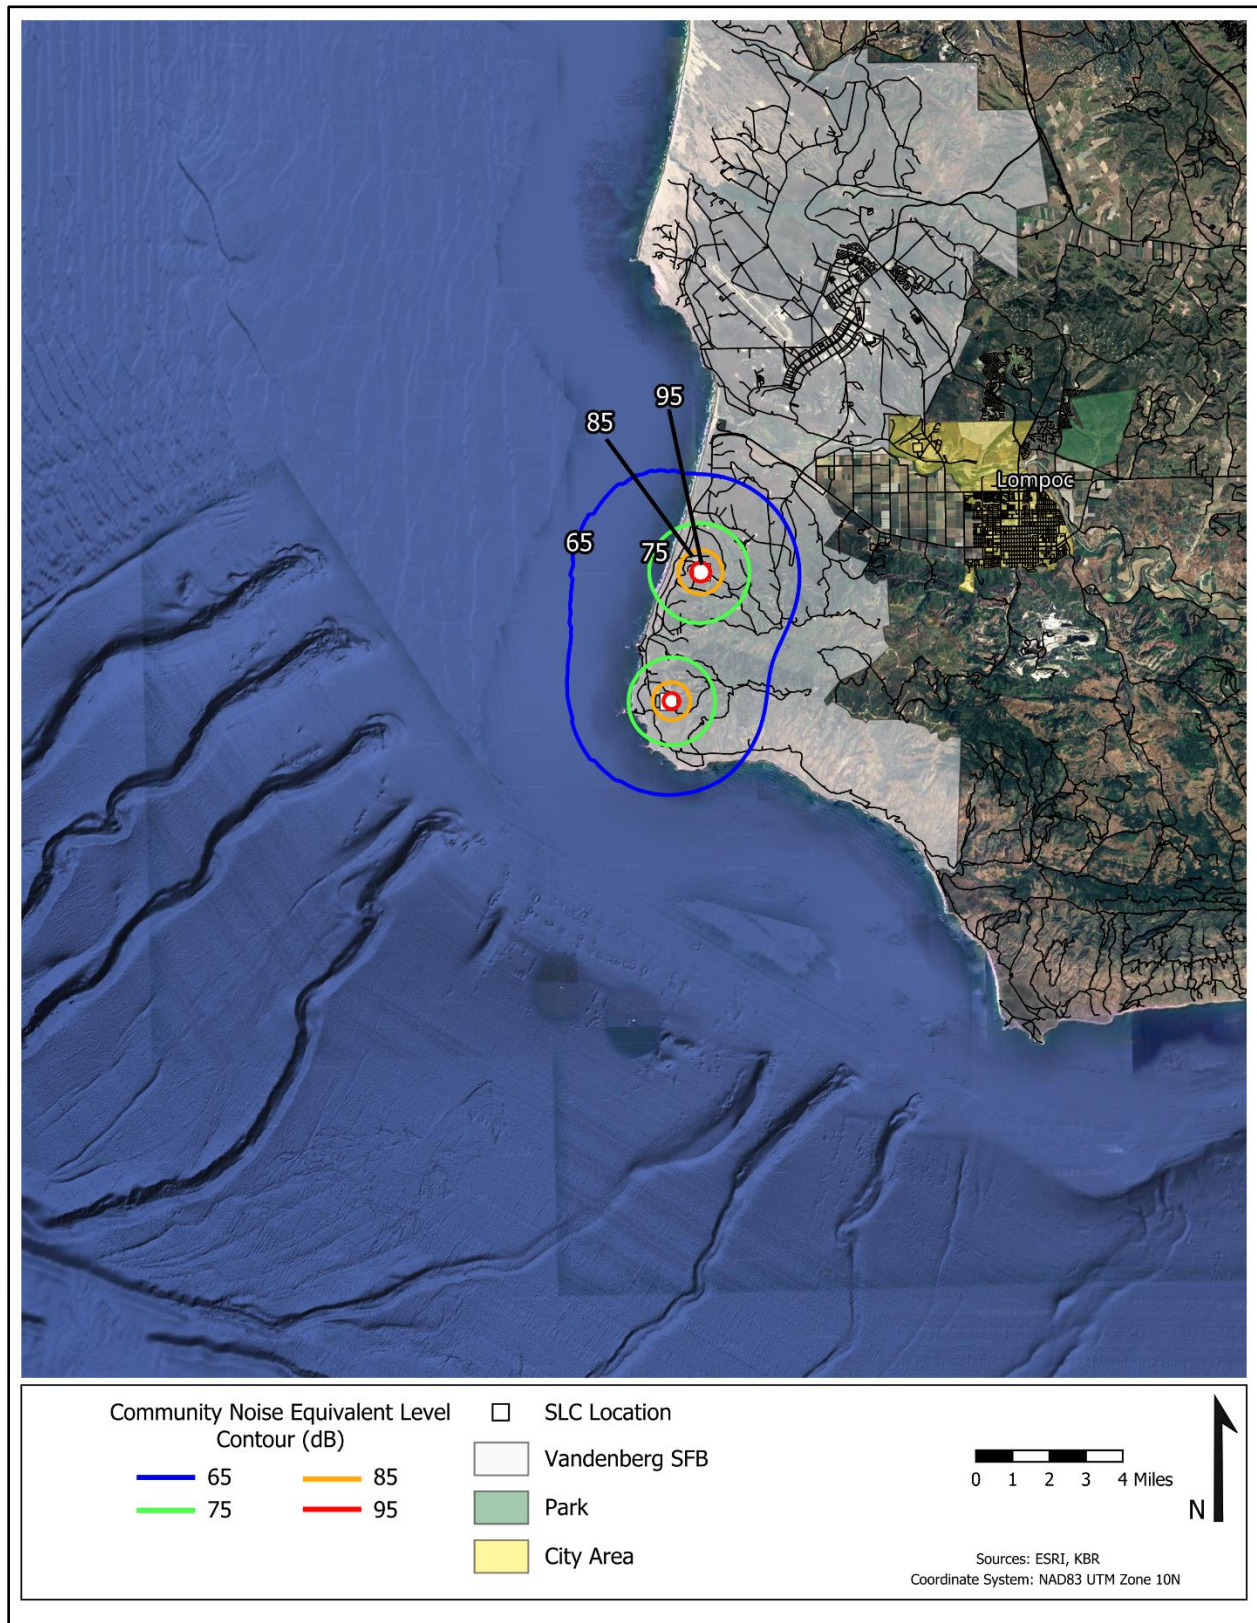 95
85
Lompoc
65
75
Community Noise Equivalent Level
Contour (dB)
65
85
75
95
SLC Location
Vandenberg SFB
Park
City Area
0 1 2 3 4 Miles
N
Sources: ESRI, KBR
Coordinate System: NAD83 UTM Zone 10N